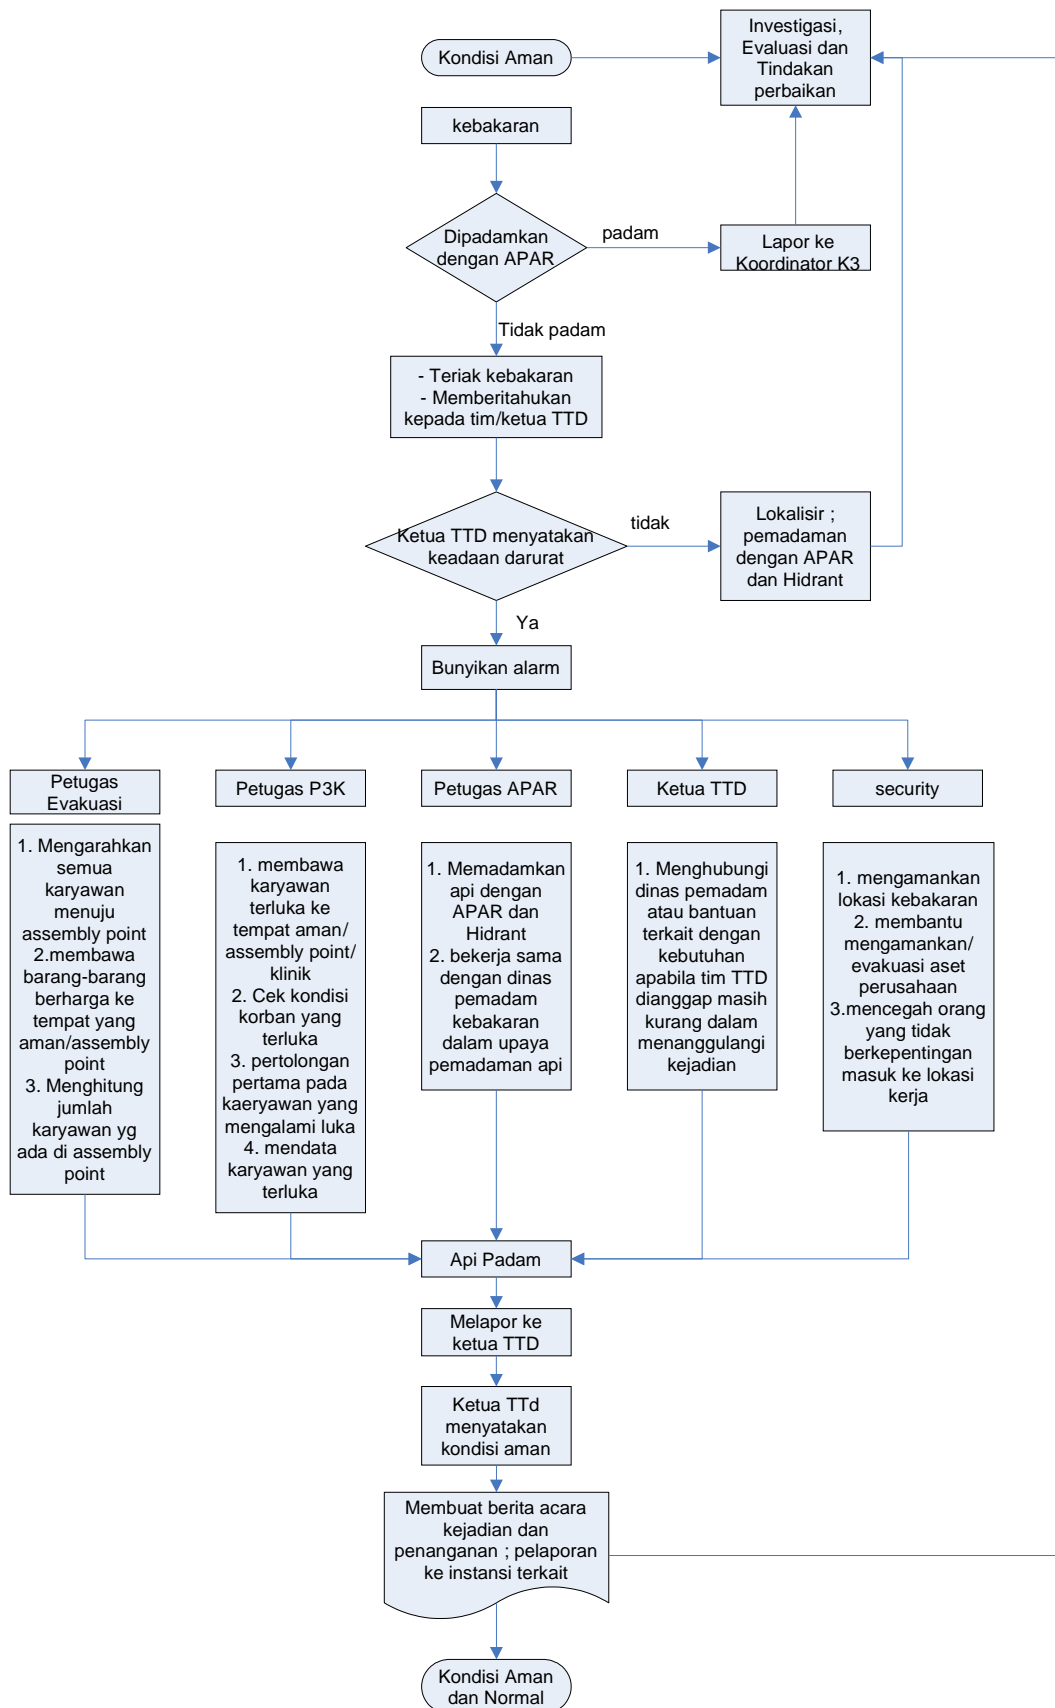 Kondisi Aman
Investigasi,
Evaluasi dan
Tindakan
perbaikan
kebakaran
Dipadamkan
dengan APAR
padam
Lapor ke
Koordinator K3
Tidak padam
- Teriak kebakaran
- Memberitahukan
kepada tim/ketua TTD
Ketua TTD menyatakan
keadaan darurat
tidak
Lokalisir ;
pemadaman
dengan APAR
dan Hidrant
Ya
Bunyikan alarm
Petugas
Evakuasi
Petugas P3K
Petugas APAR
Ketua TTD
security
1. Mengarahkan
semua
karyawan
menuju
assembly point
2.membawa
barang-barang
berharga ke
tempat yang
aman/assembly
point
3. Menghitung
jumlah
karyawan yg
ada di assembly
point
1. membawa
karyawan
terluka ke
tempat aman/
assembly point/
klinik
2. Cek kondisi
korban yang
terluka
3. pertolongan
pertama pada
kaeryawan yang
mengalami luka
4. mendata
karyawan yang
terluka
1. Memadamkan
api dengan
APAR dan
Hidrant
2. bekerja sama
dengan dinas
pemadam
kebakaran
dalam upaya
pemadaman api
1. Menghubungi
dinas pemadam
atau bantuan
terkait dengan
kebutuhan
apabila tim TTD
dianggap masih
kurang dalam
menanggulangi
kejadian
1. mengamankan
lokasi kebakaran
2. membantu
mengamankan/
evakuasi aset
perusahaan
3.mencegah orang
yang tidak
berkepentingan
masuk ke lokasi
kerja
Api Padam
Melapor ke
ketua TTD
Ketua TTd
menyatakan
kondisi aman
Membuat berita acara
kejadian dan
penanganan ; pelaporan
ke instansi terkait
Kondisi Aman
dan Normal